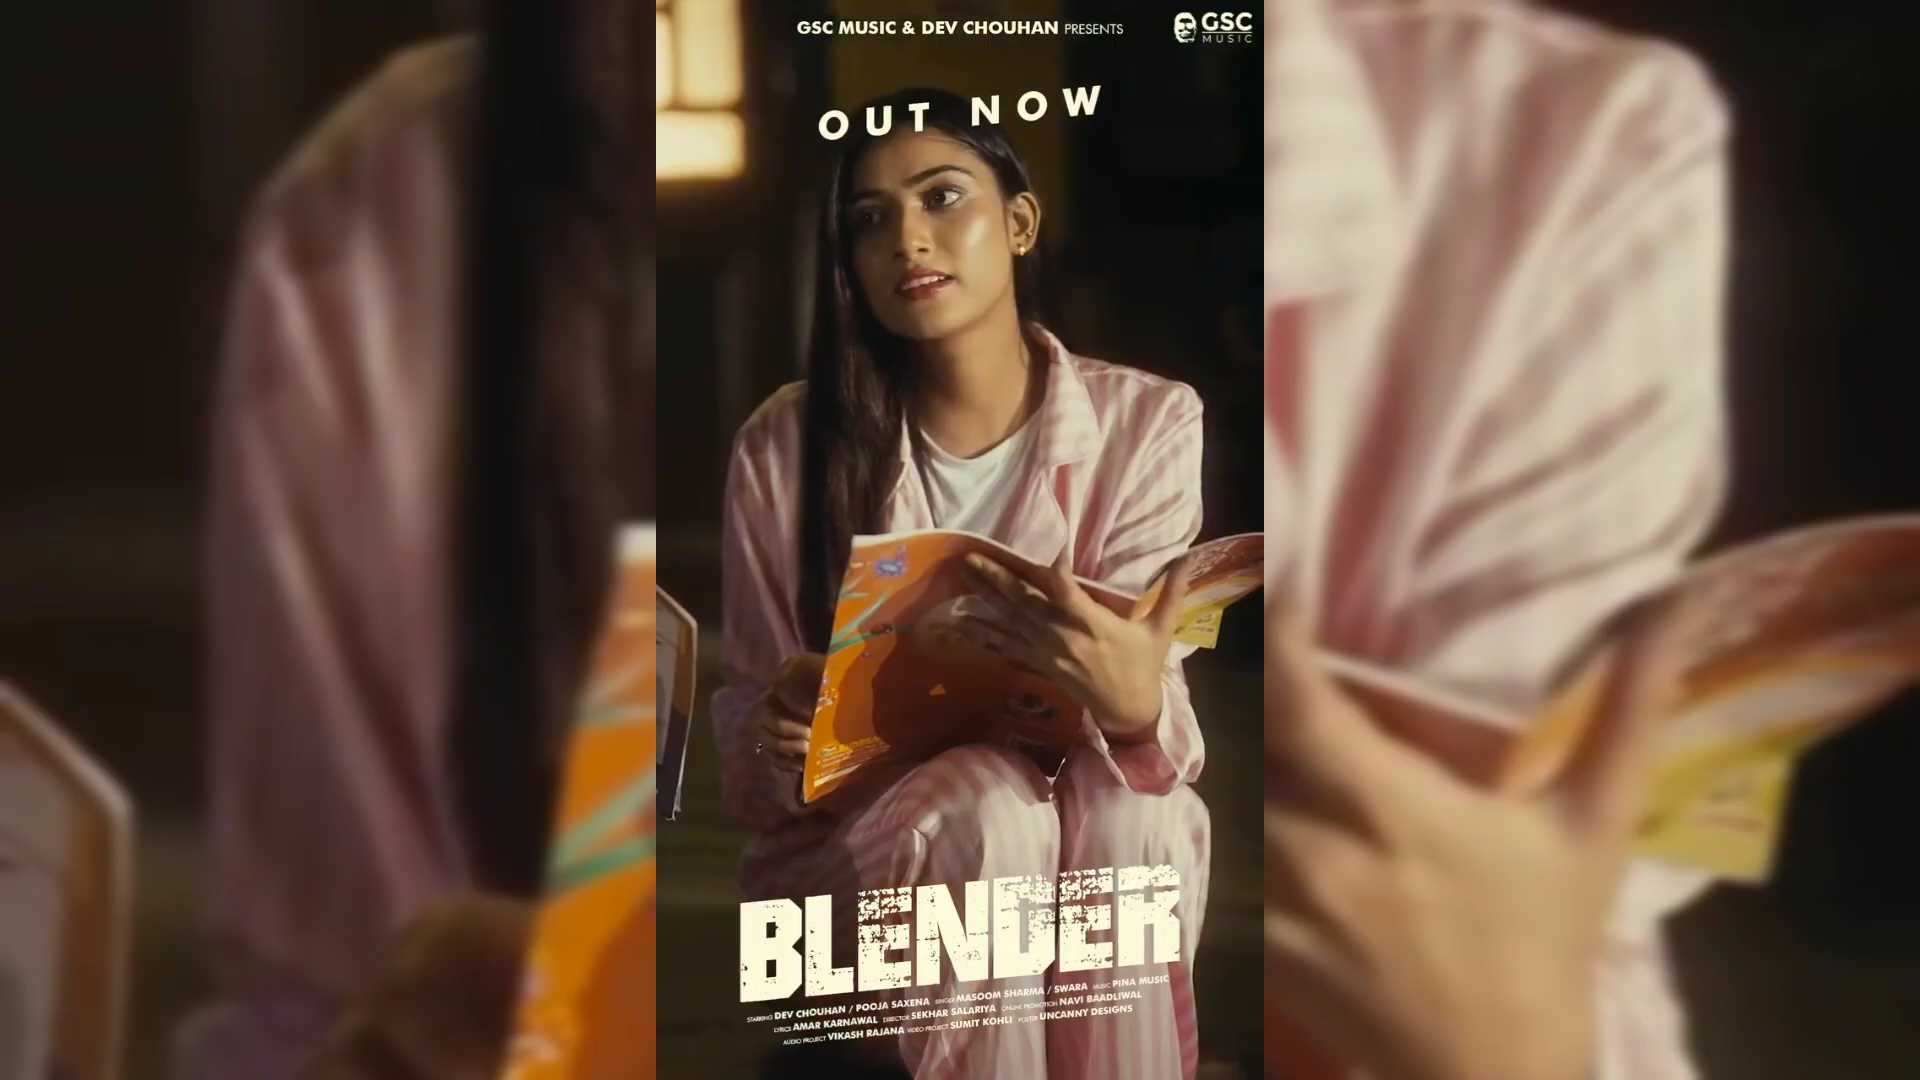 GSC MUSIC & DEV CHOUHAN PRESENTS
GSC
MUSIC
OUT NOW
BLENDER
STARRING DEV CHOUHAN / POOJA SAXENA SINGER MASOOM SHARMA / SWARA MUSIC PINA MUSIC
LYRICS AMAR KARNAWAL DIRECTOR SEKHAR SALARIYA ONLINE PROMOTION NAVI BAADLIWAL
AUDIO PROJECT VIKASH RAJANA VIDEO PROJECT SUMIT KOHLI POSTER UNCANNY DESIGNS